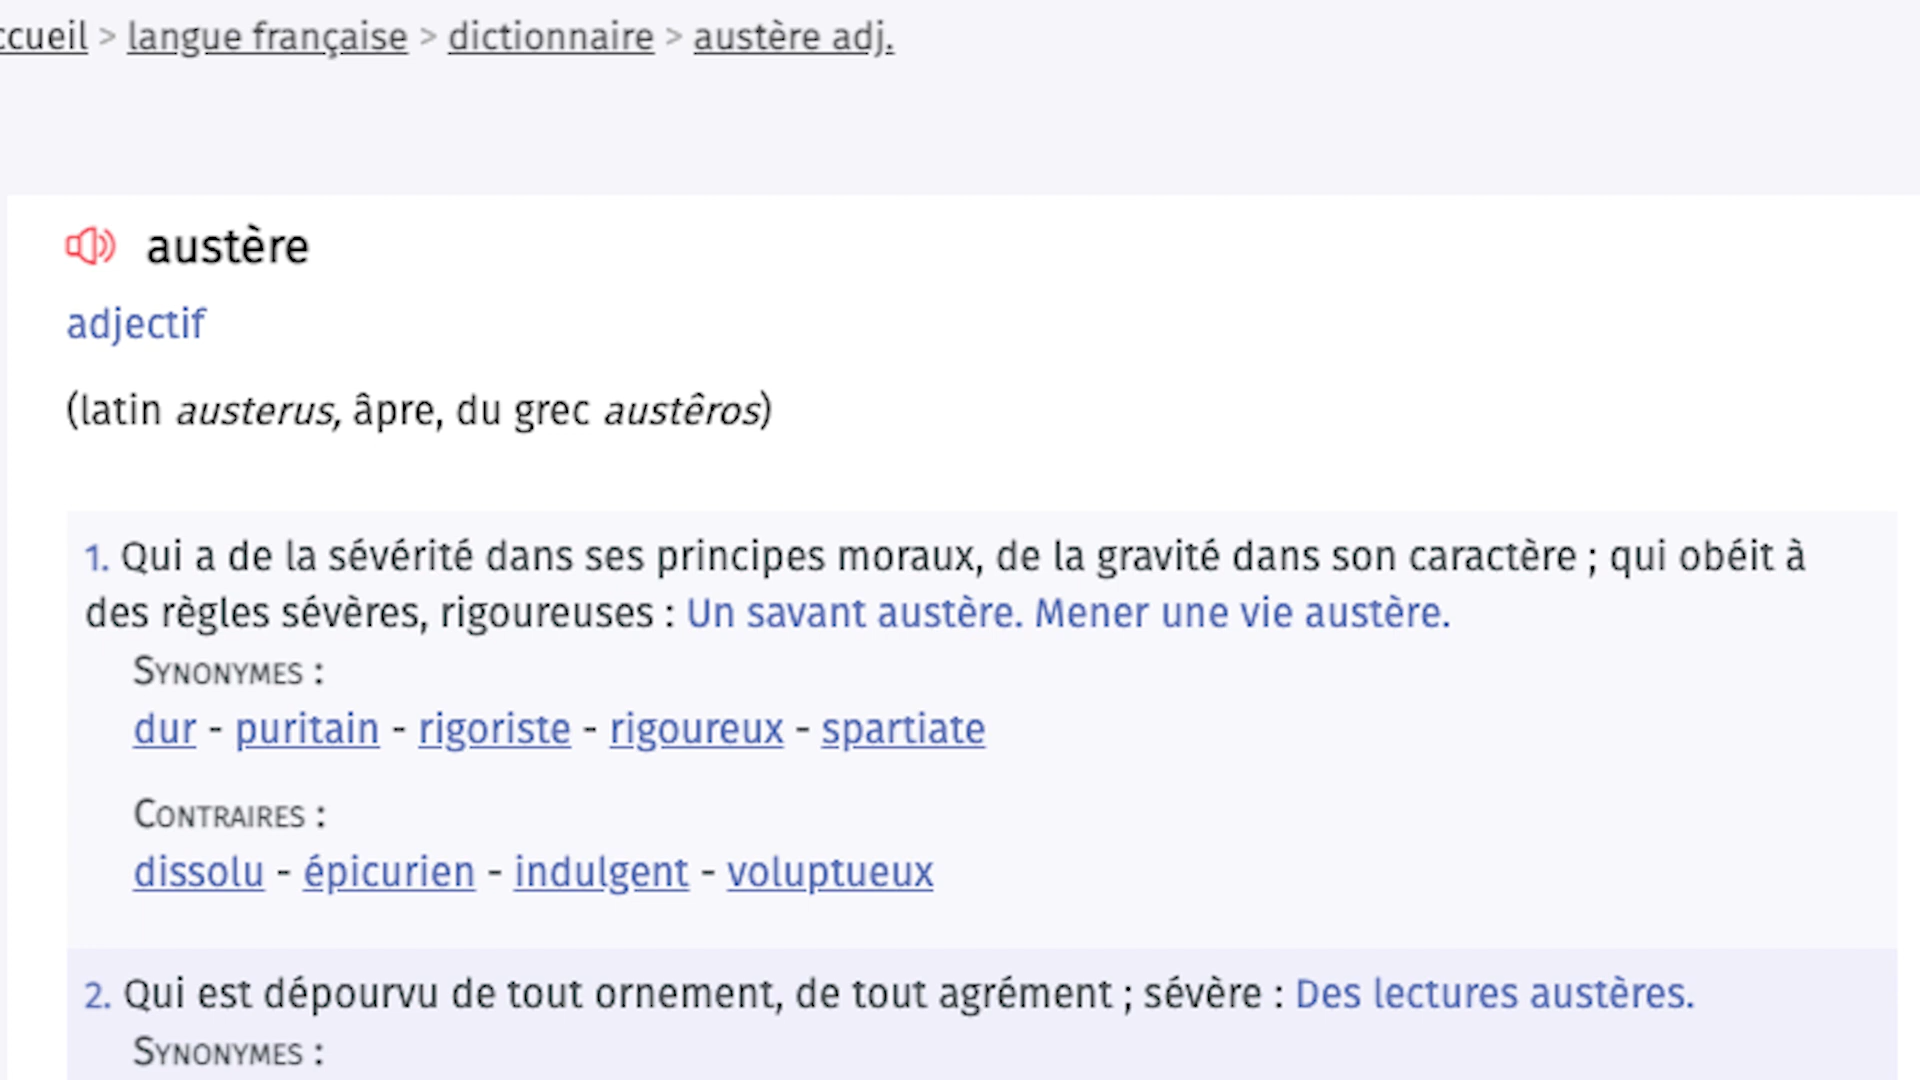 ccueil > langue française > dictionnaire > austère adj.
austère
adjectif
(latin austerus, âpre, du grec austêros)
1. Qui a de la sévérité dans ses principes moraux, de la gravité dans son caractère ; qui obéit à
des règles sévères, rigoureuses : Un savant austère. Mener une vie austère.
Synonymes :
dur - puritain - rigoriste - rigoureux - spartiate
Contraires :
dissolu - épicurien - indulgent - voluptueux
2. Qui est dépourvu de tout ornement, de tout agrément ; sévère : Des lectures austères.
Synonymes :